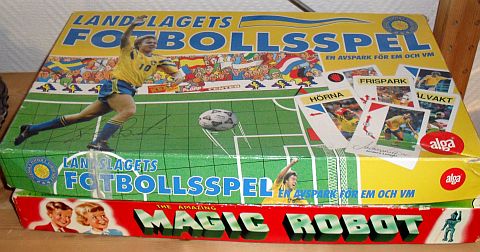 LANDSLAGETS
FOTBOLLSSPEL
EN AVSPARK FÖR EM OCH VM
CENTER
HÖRNA
FRISPARK
alga
LANDSLAGETS
FOTBOLLSSPEL
EN AVSPARK FÖR EM OCH VM
alga
THE AMAZING
MAGIC ROBOT